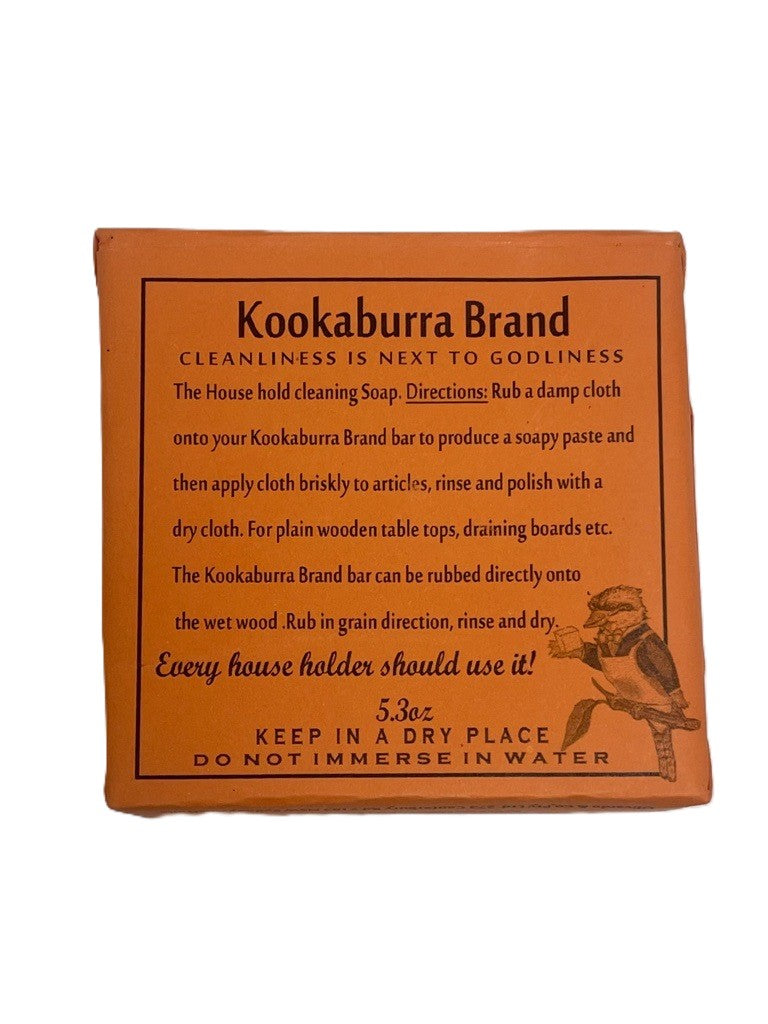 Kookaburra Brand
CLEANLINESS IS NEXT TO GODLINESS
The House hold cleaning Soap. Directions: Rub a damp cloth
onto your Kookaburra Brand bar to produce a soapy paste and
then apply cloth briskly to articles, rinse and polish with a
dry cloth. For plain wooden table tops, draining boards etc.
The Kookaburra Brand bar can be rubbed directly onto
the wet wood .Rub in grain direction, rinse and dry.
Every house holder should use it!
5.3oz
KEEP IN A DRY PLACE
DO NOT IMMERSE IN WATER